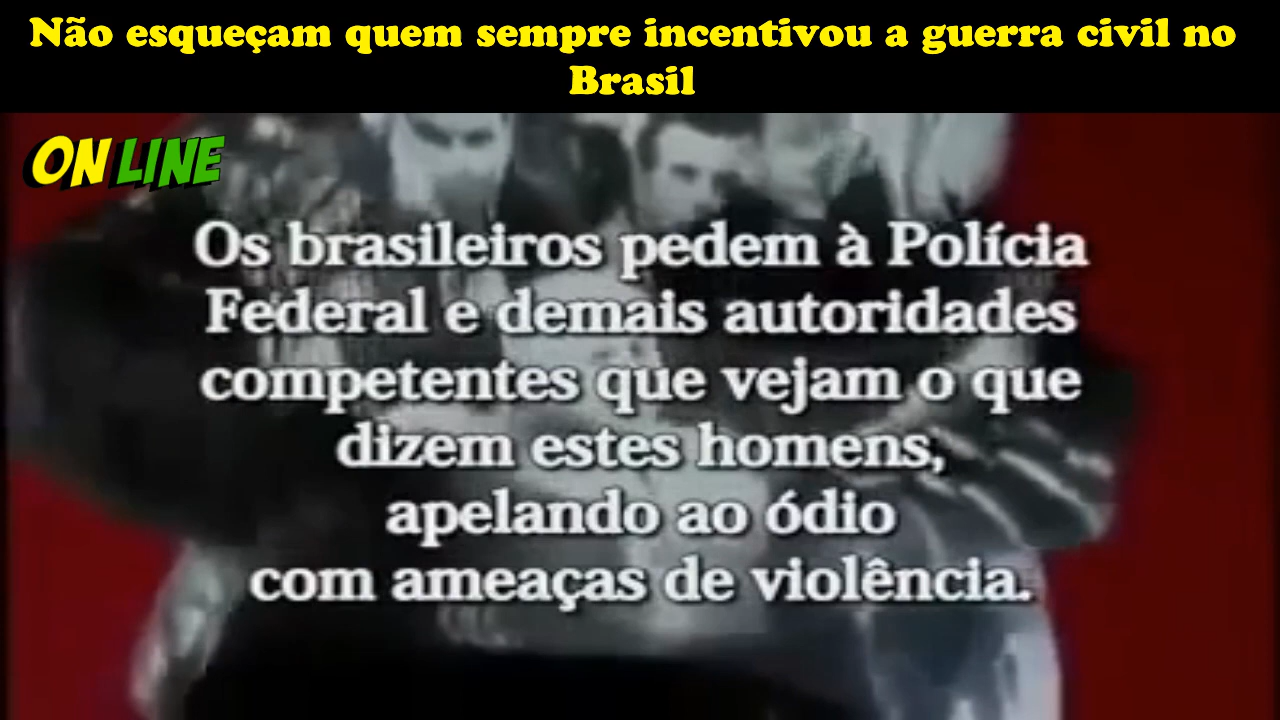 Não esqueçam quem sempre incentivou a guerra civil no
Brasil
ON LINE
Os brasileiros pedem à Polícia
Federal e demais autoridades
competentes que vejam o que
dizem estes homens,
apelando ao ódio
com ameaças de violência.